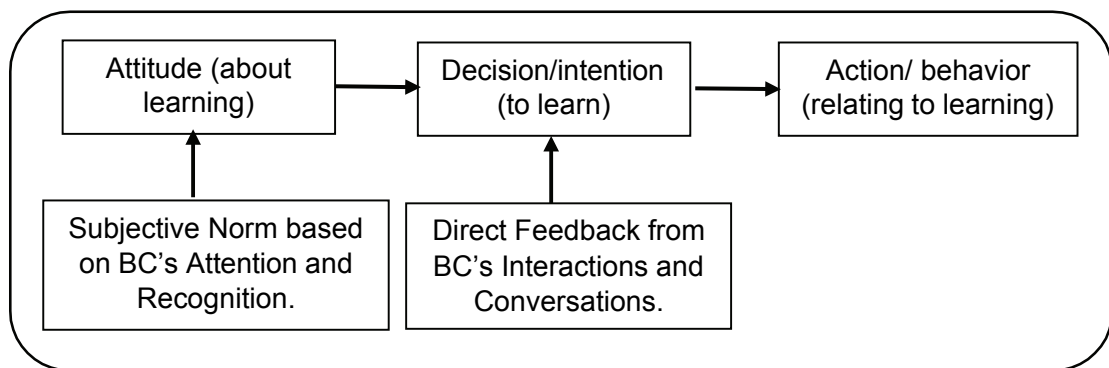 Attitude (about
learning)
Decision/intention
(to learn)
Action/ behavior
(relating to learning)
Subjective Norm based
on BC’s Attention and
Recognition.
Direct Feedback from
BC’s Interactions and
Conversations.